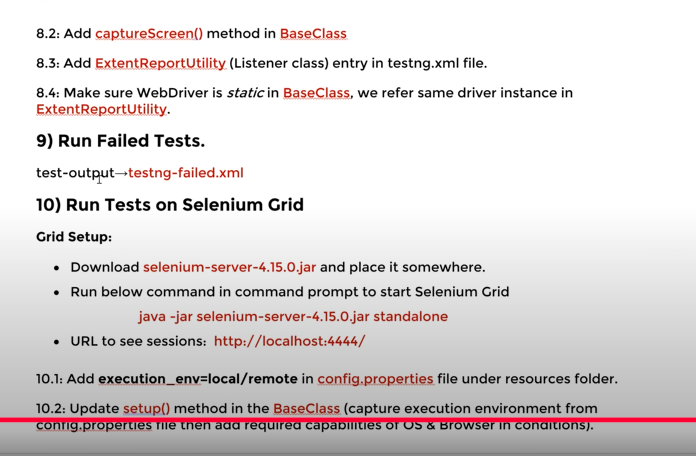 8.2: Add captureScreen() method in BaseClass
8.3: Add ExtentReportUtility (Listener class) entry in testng.xml file.
8.4: Make sure WebDriver is static in BaseClass, we refer same driver instance in
ExtentReportUtility.
9) Run Failed Tests.
test-output→testng-failed.xml
10) Run Tests on Selenium Grid
Grid Setup:
• Download selenium-server-4.15.0.jar and place it somewhere.
• Run below command in command prompt to start Selenium Grid
java -jar selenium-server-4.15.0.jar standalone
• URL to see sessions: http://localhost:4444/
10.1: Add execution_env=local/remote in config.properties file under resources folder.
10.2: Update setup() method in the BaseClass (capture execution environment from
config.properties file then add required capabilities of OS & Browser in conditions).